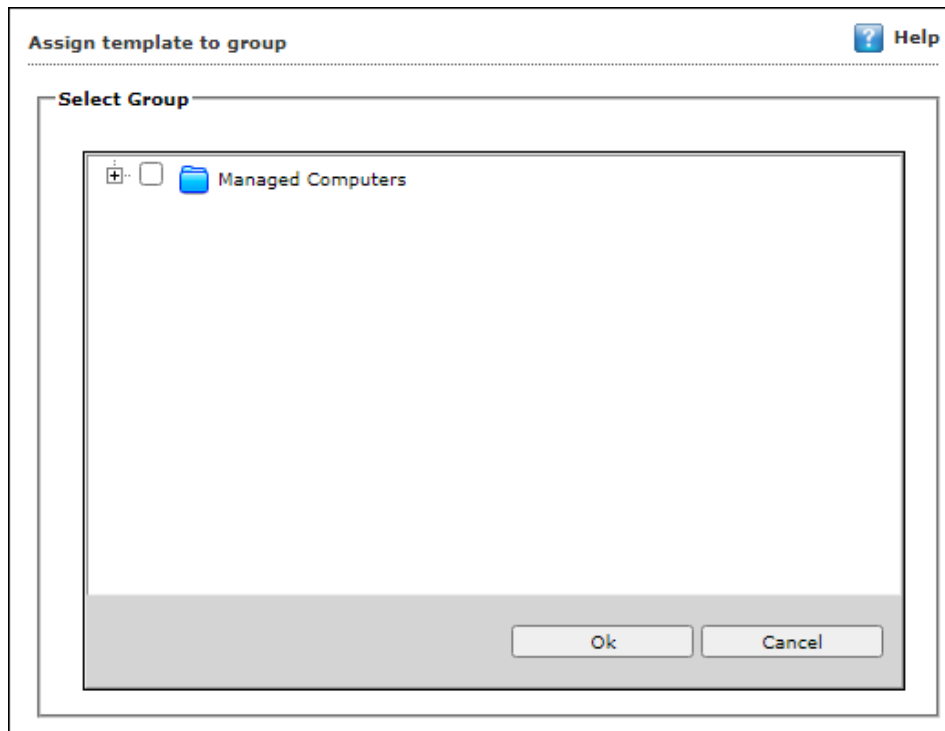 Assign template to group
? Help
Select Group
Managed Computers
Ok
Cancel